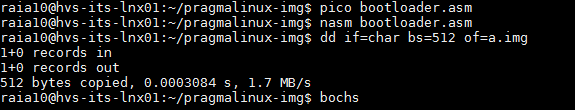 raia10@hvs-its-lnx01:~/pragmalinux-img$ pico bootloader.asm
raia10@hvs-its-lnx01:~/pragmalinux-img$ nasm bootloader.asm
raia10@hvs-its-lnx01:~/pragmalinux-img$ dd if=char bs=512 of=a.img
1+0 records in
1+0 records out
512 bytes copied, 0.0003084 s, 1.7 MB/s
raia10@hvs-its-lnx01:~/pragmalinux-img$ bochs